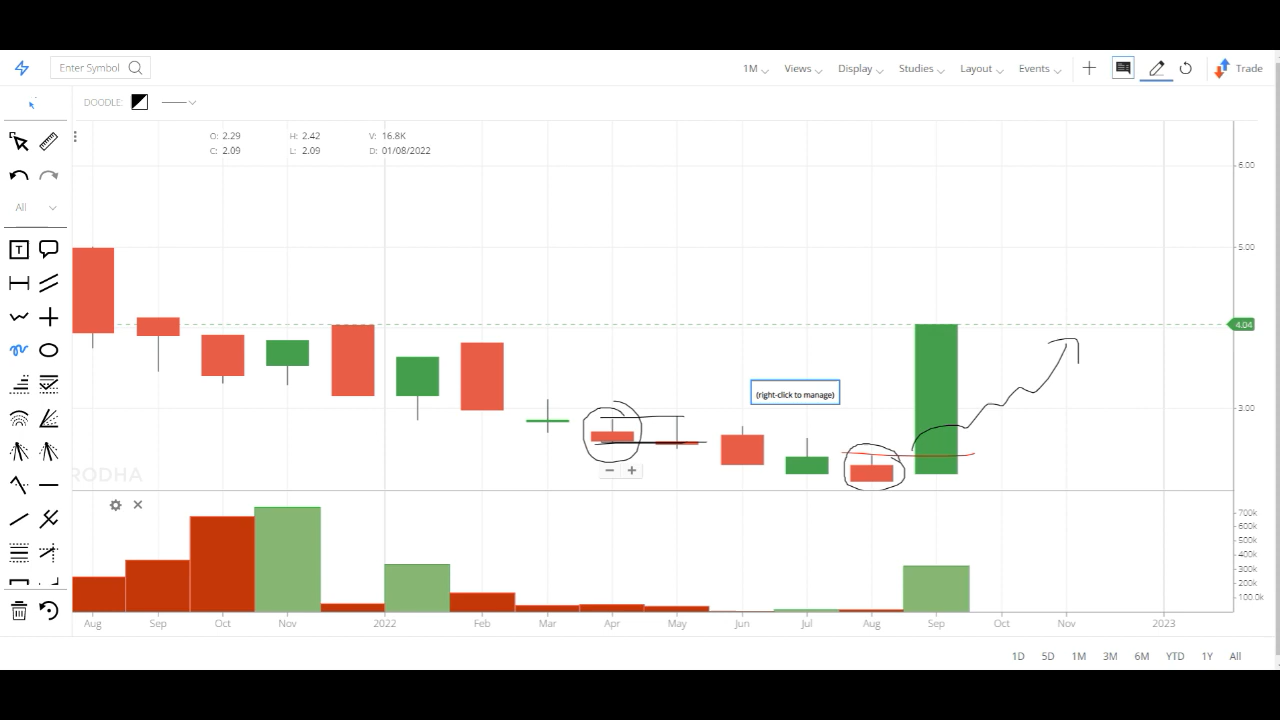 Enter Symbol
1M Views Display Studies Layout Events Trade
DOODLE:
O: 2.29 H: 2.42 V: 16.8K
C: 2.09 L: 2.09 D: 01/08/2022
All
T
6.00
5.00
4.04
(right-click to manage)
3.00
RODHA
700k
600k
500k
400k
300k
200k
100.0k
Aug Sep Oct Nov 2022 Feb Mar Apr May Jun Jul Aug Sep Oct Nov 2023
1D 5D 1M 3M 6M YTD 1Y All